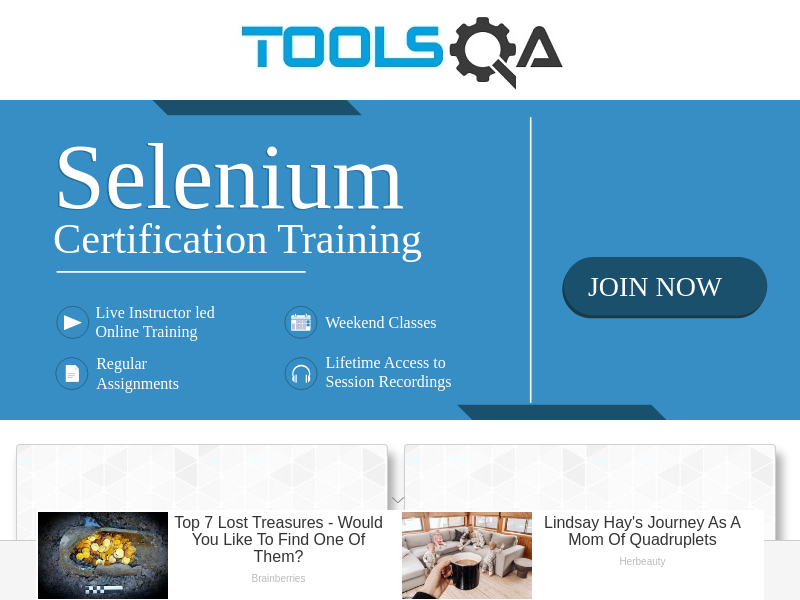 TOOLSQA
Selenium
Certification Training
JOIN NOW
Live Instructor led
Online Training
Weekend Classes
Regular
Assignments
Lifetime Access to
Session Recordings
Top 7 Lost Treasures - Would
You Like To Find One Of
Them?
Brainberries
Lindsay Hay's Journey As A
Mom Of Quadruplets
Herbeauty